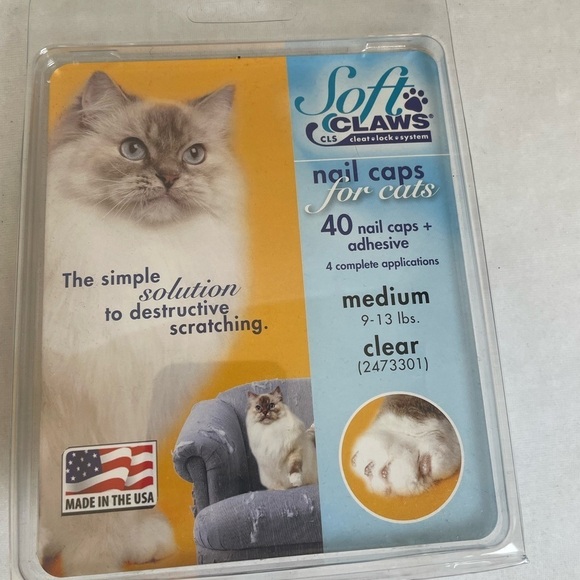 Soft
CLAWS®
CLS cleat•lock•system
nail caps
for cats
40 nail caps +
adhesive
4 complete applications
medium
9-13 lbs.
clear
(2473301)
The simple
solution
to destructive
scratching.
MADE IN THE USA